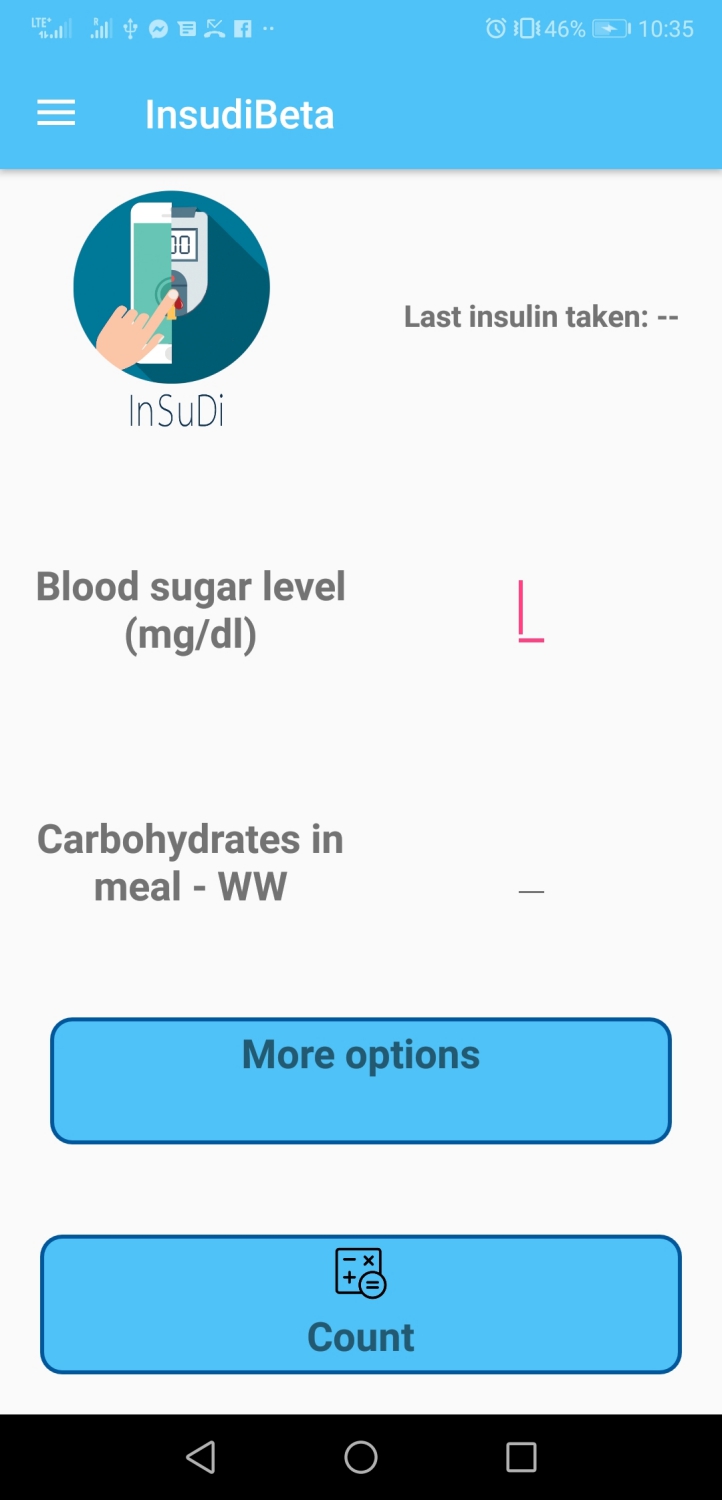 LTE+
46% 10:35
InsudiBeta
00
InSuDi
Last insulin taken: --
Blood sugar level
(mg/dl)
Carbohydrates in
meal - WW
More options
Count